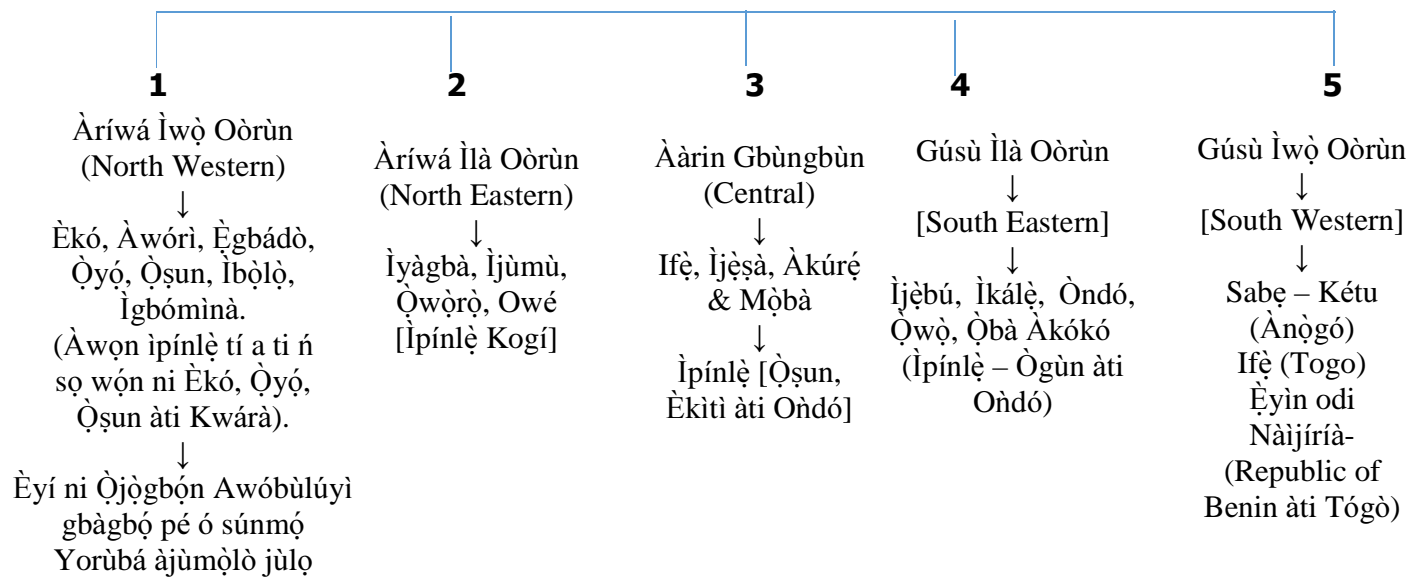 1
Àríwá Ìwọ̀ Oòrùn
(North Western)
↓
Èkó, Àwórì, Ẹ̀gbádò,
Ọ̀yọ́, Ọ̀ṣun, Ìbọ̀lọ̀,
Ìgbómìnà.
(Àwọn ìpínlẹ̀ tí a ti ń
sọ wọ́n ni Èkó, Ọ̀yọ́,
Ọ̀ṣun àti Kwárà).
↓
Èyí ni Ọ̀jọ̀gbọ́n Awóbùlúyì
gbàgbọ́ pé ó súnmọ́
Yorùbá àjùmọ̀lò jùlọ
2
Àríwá Ìlà Oòrùn
(North Eastern)
↓
Ìyàgbà, Ìjùmù,
Ọ̀wọ̀rọ̀, Owé
[Ìpínlẹ̀ Kogí]
3
Ààrin Gbùngbùn
(Central)
↓
Ifẹ̀, Ìjẹ̀ṣà, Àkúrẹ́
& Mọ̀bà
↓
Ìpínlẹ̀ [Ọ̀ṣun,
Èkìtì àti Oǹdó]
4
Gúsù Ìlà Oòrùn
↓
[South Eastern]
↓
Ìjẹ̀bú, Ìkálẹ̀, Òndó,
Ọ̀wọ̀, Ọ̀bà Àkókó
(Ìpínlẹ̀ – Ògùn àti
Oǹdó)
5
Gúsù Ìwọ̀ Oòrùn
↓
[South Western]
↓
Sabẹ – Kétu
(Ànọ̀gó)
Ifẹ̀ (Togo)
Ẹ̀yìn odi
Nàìjíríà-
(Republic of
Benin àti Tógò)